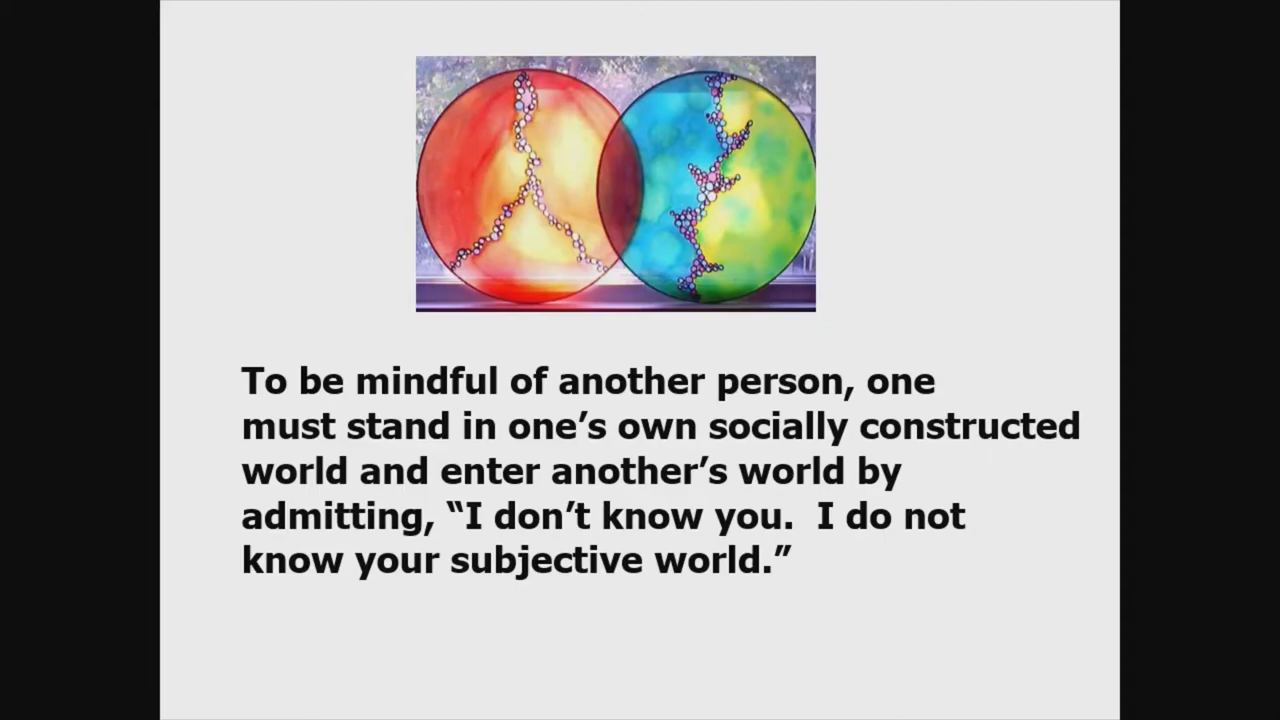 To be mindful of another person, one
must stand in one’s own socially constructed
world and enter another’s world by
admitting, “I don’t know you.  I do not
know your subjective world.”